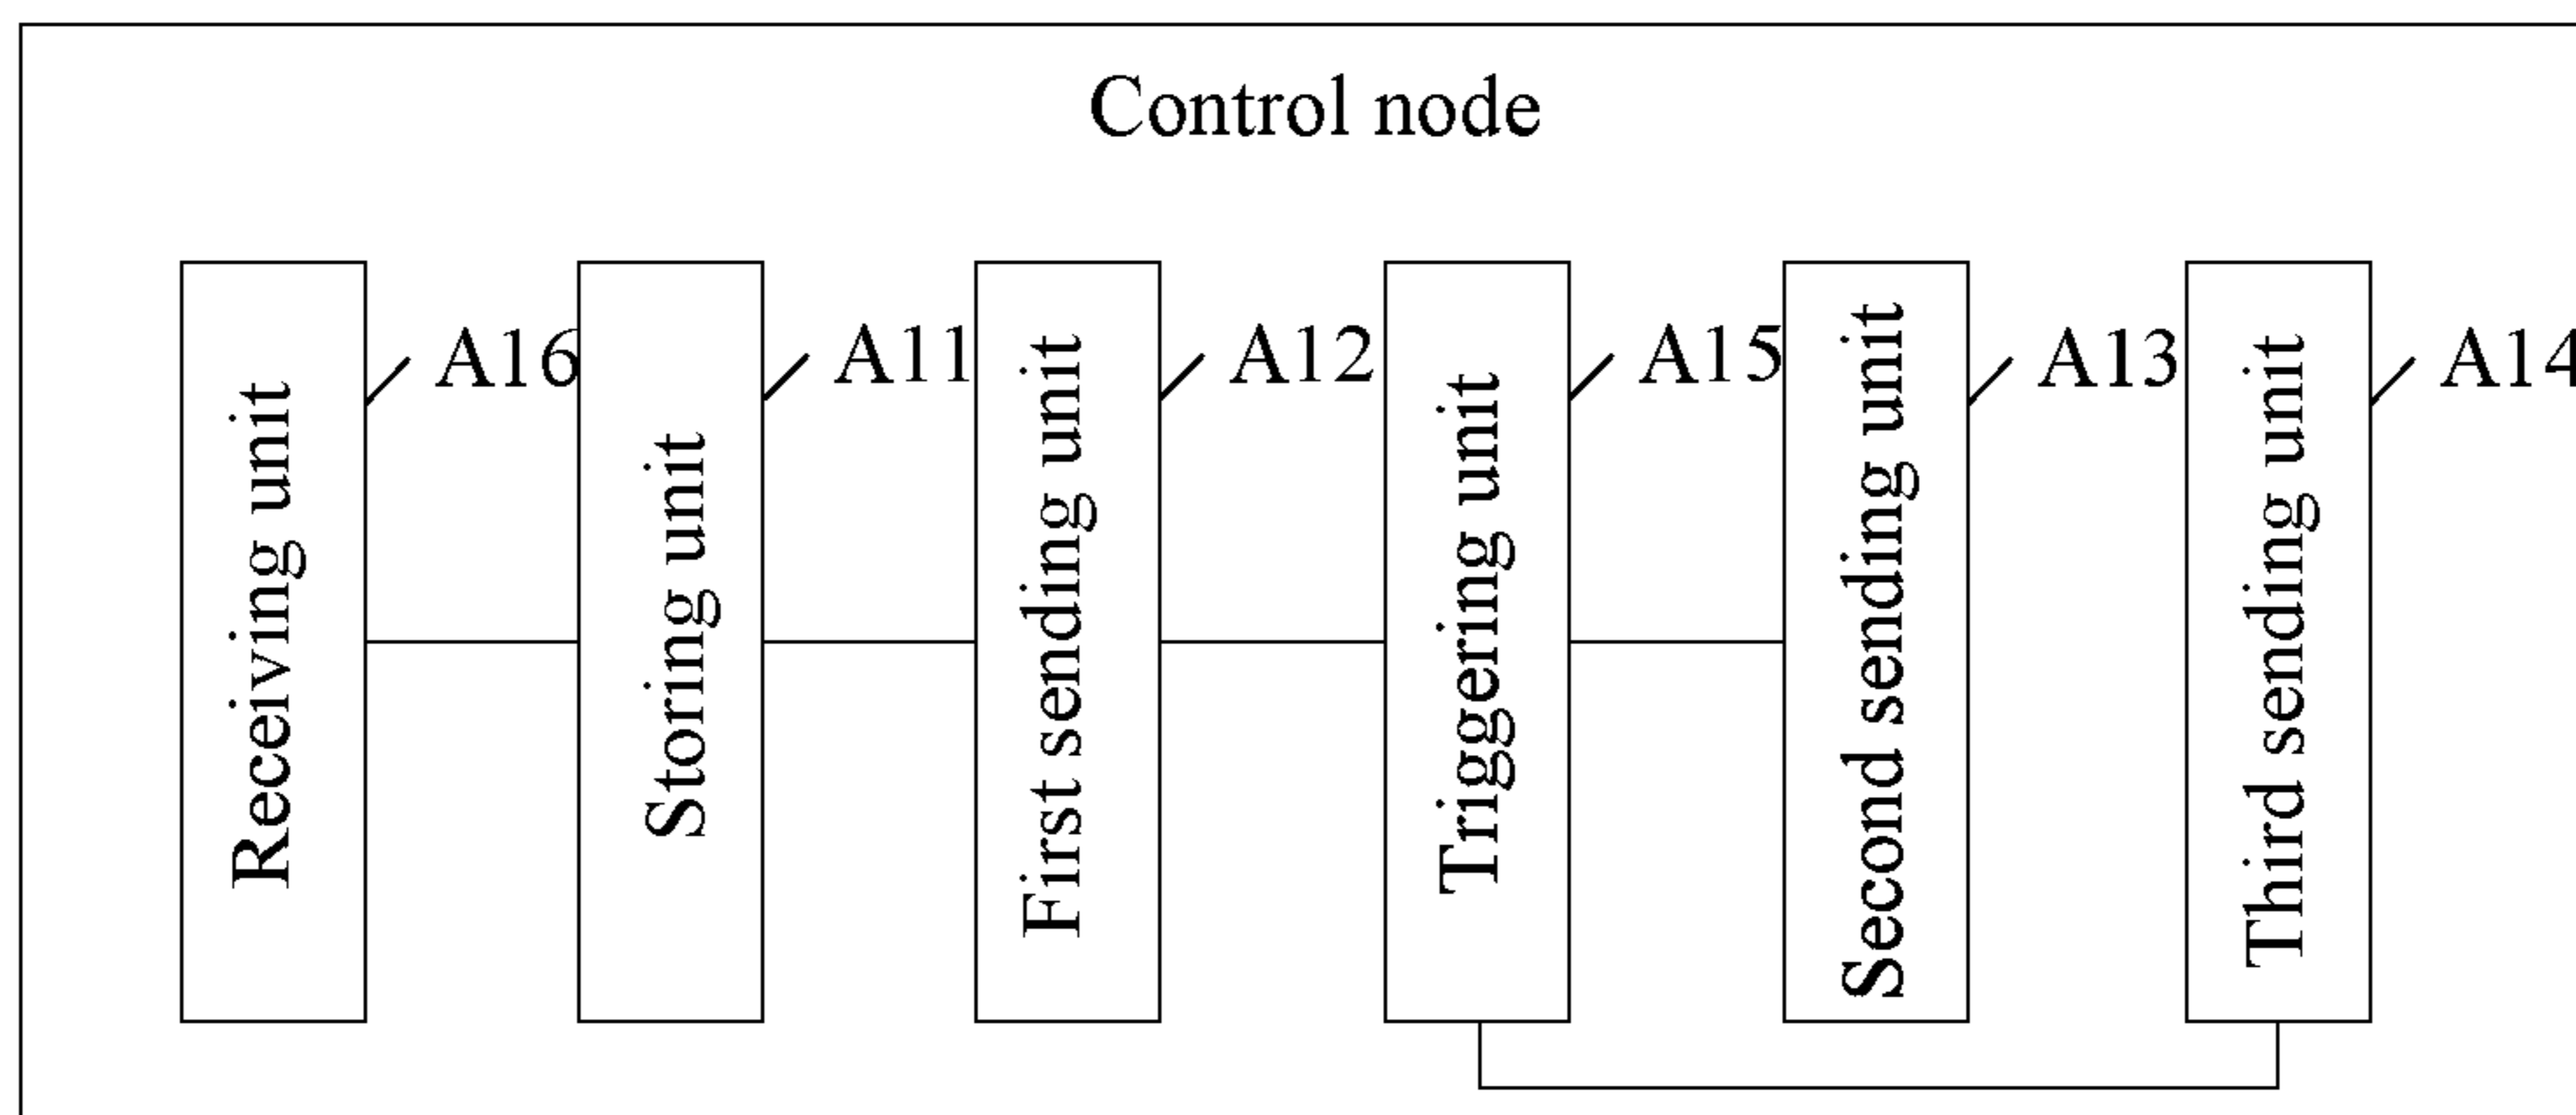 Control node
Receiving unit
A16
Storing unit
A11
First sending unit
A12
Triggering unit
A15
Second sending unit
A13
Third sending unit
A14